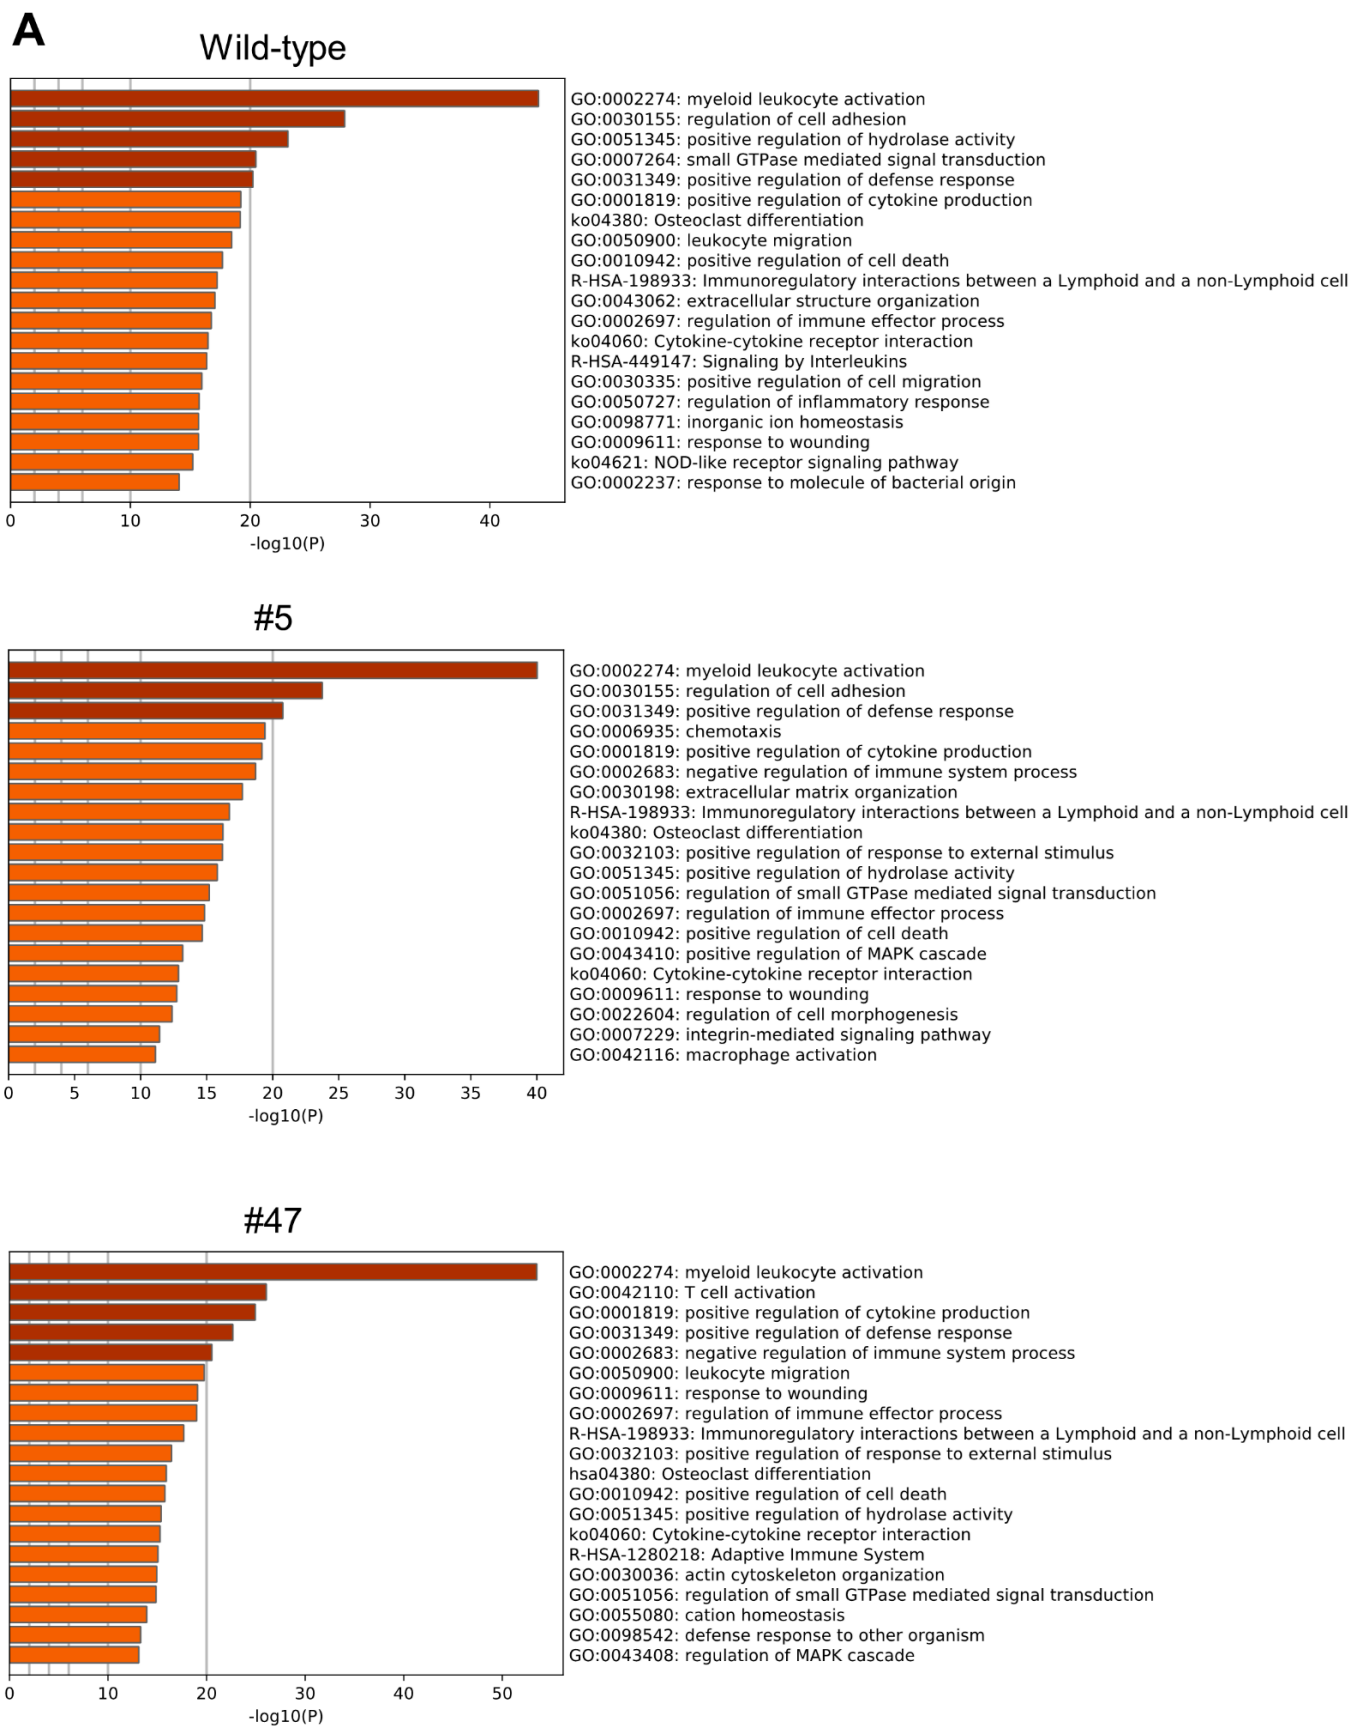 A
Wild-type
GO:0002274: myeloid leukocyte activation
GO:0030155: regulation of cell adhesion
GO:0051345: positive regulation of hydrolase activity
GO:0007264: small GTPase mediated signal transduction
GO:0031349: positive regulation of defense response
GO:0001819: positive regulation of cytokine production
ko04380: Osteoclast differentiation
GO:0050900: leukocyte migration
GO:0010942: positive regulation of cell death
R-HSA-198933: Immunoregulatory interactions between a Lymphoid and a non-Lymphoid cell
GO:0043062: extracellular structure organization
GO:0002697: regulation of immune effector process
ko04060: Cytokine-cytokine receptor interaction
R-HSA-449147: Signaling by Interleukins
GO:0030335: positive regulation of cell migration
GO:0050727: regulation of inflammatory response
GO:0098771: inorganic ion homeostasis
GO:0009611: response to wounding
ko04621: NOD-like receptor signaling pathway
GO:0002237: response to molecule of bacterial origin
0 10 20 30 40
-log10(P)
#5
GO:0002274: myeloid leukocyte activation
GO:0030155: regulation of cell adhesion
GO:0031349: positive regulation of defense response
GO:0006935: chemotaxis
GO:0001819: positive regulation of cytokine production
GO:0002683: negative regulation of immune system process
GO:0030198: extracellular matrix organization
R-HSA-198933: Immunoregulatory interactions between a Lymphoid and a non-Lymphoid cell
ko04380: Osteoclast differentiation
GO:0032103: positive regulation of response to external stimulus
GO:0051345: positive regulation of hydrolase activity
GO:0051056: regulation of small GTPase mediated signal transduction
GO:0002697: regulation of immune effector process
GO:0010942: positive regulation of cell death
GO:0043410: positive regulation of MAPK cascade
ko04060: Cytokine-cytokine receptor interaction
GO:0009611: response to wounding
GO:0022604: regulation of cell morphogenesis
GO:0007229: integrin-mediated signaling pathway
GO:0042116: macrophage activation
0 5 10 15 20 25 30 35 40
-log10(P)
#47
GO:0002274: myeloid leukocyte activation
GO:0042110: T cell activation
GO:0001819: positive regulation of cytokine production
GO:0031349: positive regulation of defense response
GO:0002683: negative regulation of immune system process
GO:0050900: leukocyte migration
GO:0009611: response to wounding
GO:0002697: regulation of immune effector process
R-HSA-198933: Immunoregulatory interactions between a Lymphoid and a non-Lymphoid cell
GO:0032103: positive regulation of response to external stimulus
hsa04380: Osteoclast differentiation
GO:0010942: positive regulation of cell death
GO:0051345: positive regulation of hydrolase activity
ko04060: Cytokine-cytokine receptor interaction
R-HSA-1280218: Adaptive Immune System
GO:0030036: actin cytoskeleton organization
GO:0051056: regulation of small GTPase mediated signal transduction
GO:0055080: cation homeostasis
GO:0098542: defense response to other organism
GO:0043408: regulation of MAPK cascade
0 10 20 30 40 50
-log10(P)